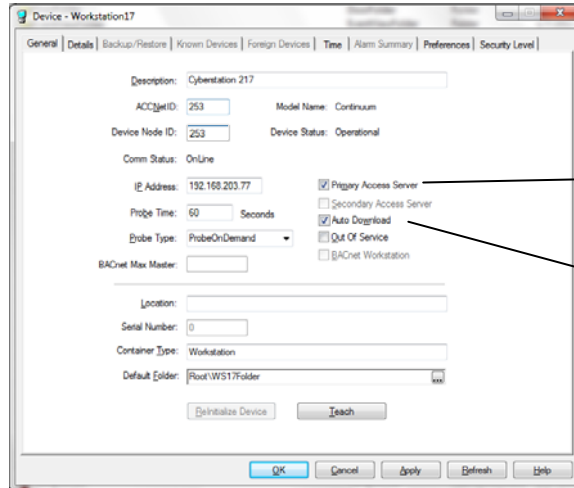 Device - Workstation17
General Details Backup/Restore Known Devices Foreign Devices Time Alarm Summary Preferences Security Level
Description: Cyberstation 217
ACCNetID: 253 Model Name: Continuum
Device Node ID: 253 Device Status: Operational
Comm Status: OnLine
IP Address: 192.168.203.77 Primary Access Server
Secondary Access Server
Probe Time: 60 Seconds Auto Download
Probe Type: ProbeOnDemand Out Of Service
BACnet Workstation
BACnet Max Master:
Location:
Serial Number: 0
Container Type: Workstation
Default Folder: Root\WS17Folder ...
Reinitialize Device Teach
OK Cancel Apply Refresh Help